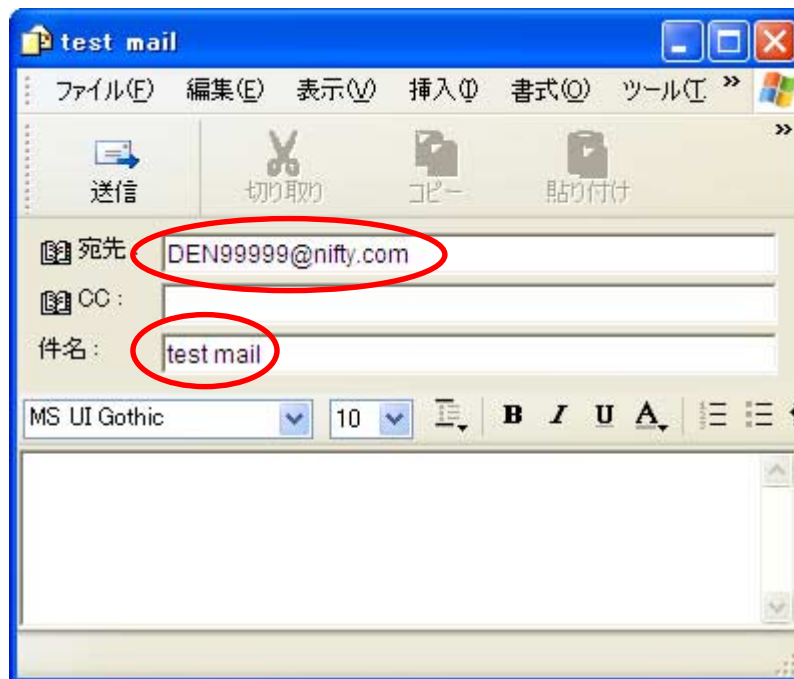 test mail
ファイル(F) 編集(E) 表示(V) 挿入(I) 書式(O) ツール(T »
»
送信 切り取り コピー 貼り付け
宛先: DEN99999@nifty.com
CC:
件名: test mail
MS UI Gothic 10 B I U A